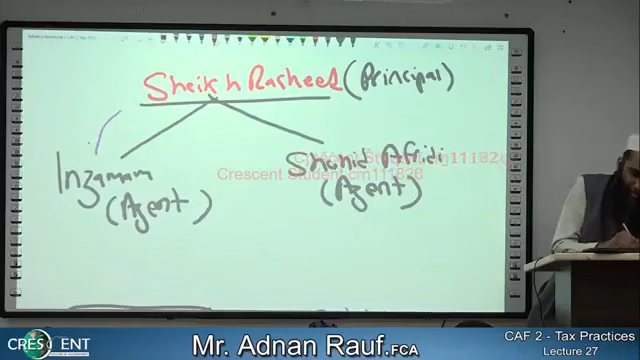 Sheikh Rasheed (Principal)
Inzamam
(Agent)
Shahid Afridi
(Agent)
Crescent Student cm111826
CRESCENT
Mr. Adnan Rauf.FCA
CAF 2 - Tax Practices
Lecture 27